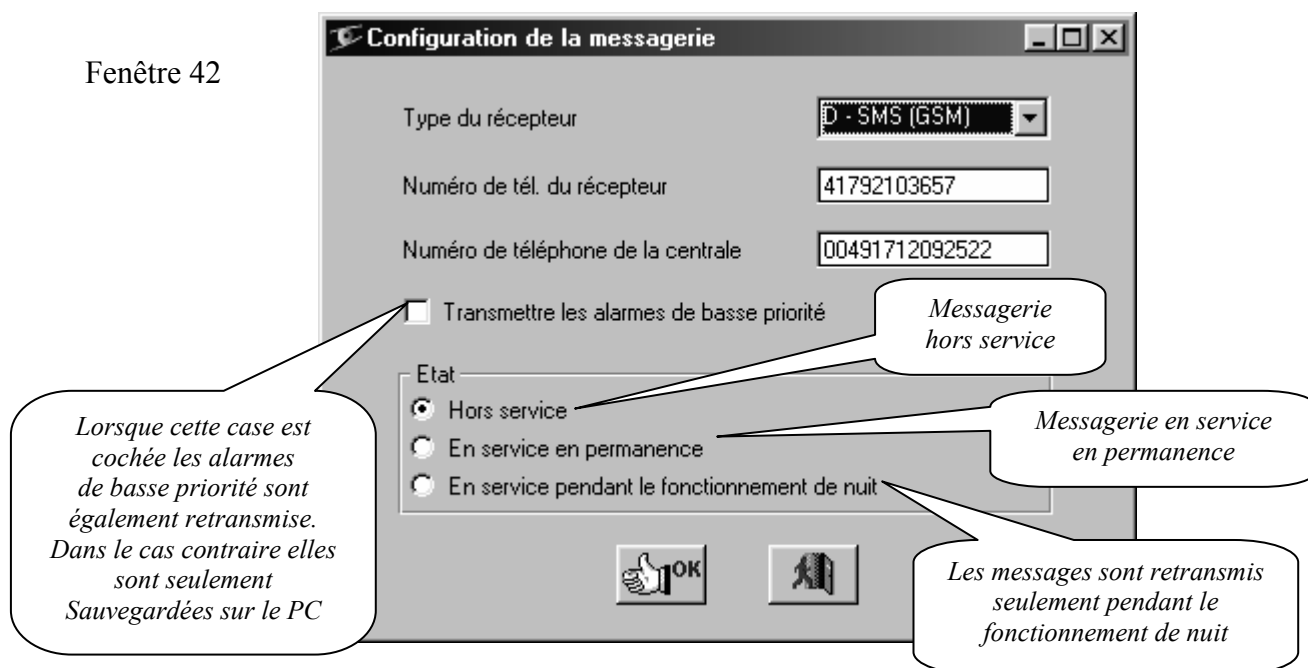 Configuration de la messagerie
Fenêtre 42
Type du récepteur
D - SMS (GSM)
Numéro de tél. du récepteur
41792103657
Numéro de téléphone de la centrale
00491712092522
Transmettre les alarmes de basse priorité
Messagerie
hors service
Etat
Hors service
En service en permanence
En service pendant le fonctionnement de nuit
Messagerie en service
en permanence
Lorsque cette case est
cochée les alarmes
de basse priorité sont
également retransmise.
Dans le cas contraire elles
sont seulement
Sauvegardées sur le PC
OK
Les messages sont retransmis
seulement pendant le
fonctionnement de nuit